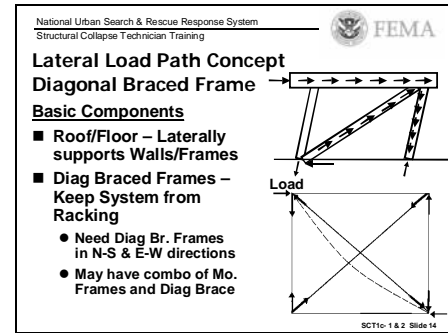 National Urban Search & Rescue Response System
Structural Collapse Technician Training
FEMA
Lateral Load Path Concept
Diagonal Braced Frame
Basic Components
■ Roof/Floor – Laterally
supports Walls/Frames
■ Diag Braced Frames –
Keep System from
Racking
● Need Diag Br. Frames
in N-S & E-W directions
● May have combo of Mo.
Frames and Diag Brace
Load
SCT1c- 1 & 2 Slide 14